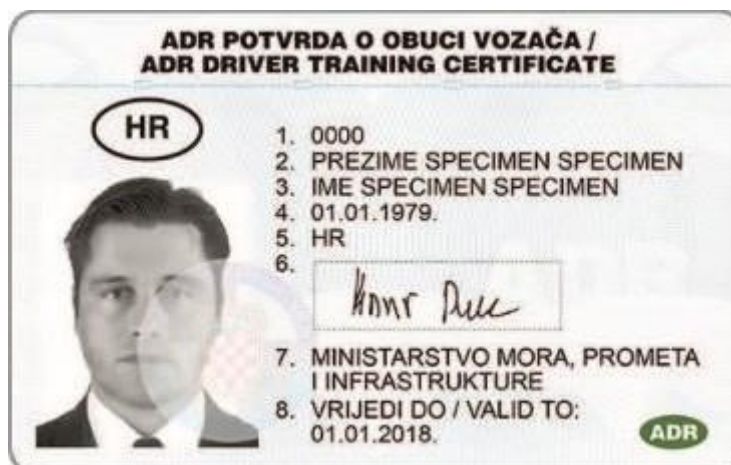 ADR POTVRDA O OBUCI VOZAČA /
ADR DRIVER TRAINING CERTIFICATE
HR
1. 0000
2. PREZIME SPECIMEN SPECIMEN
3. IME SPECIMEN SPECIMEN
4. 01.01.1979.
5. HR
6.
7. MINISTARSTVO MORA, PROMETA
I INFRASTRUKTURE
8. VRIJEDI DO / VALID TO:
01.01.2018.
ADR